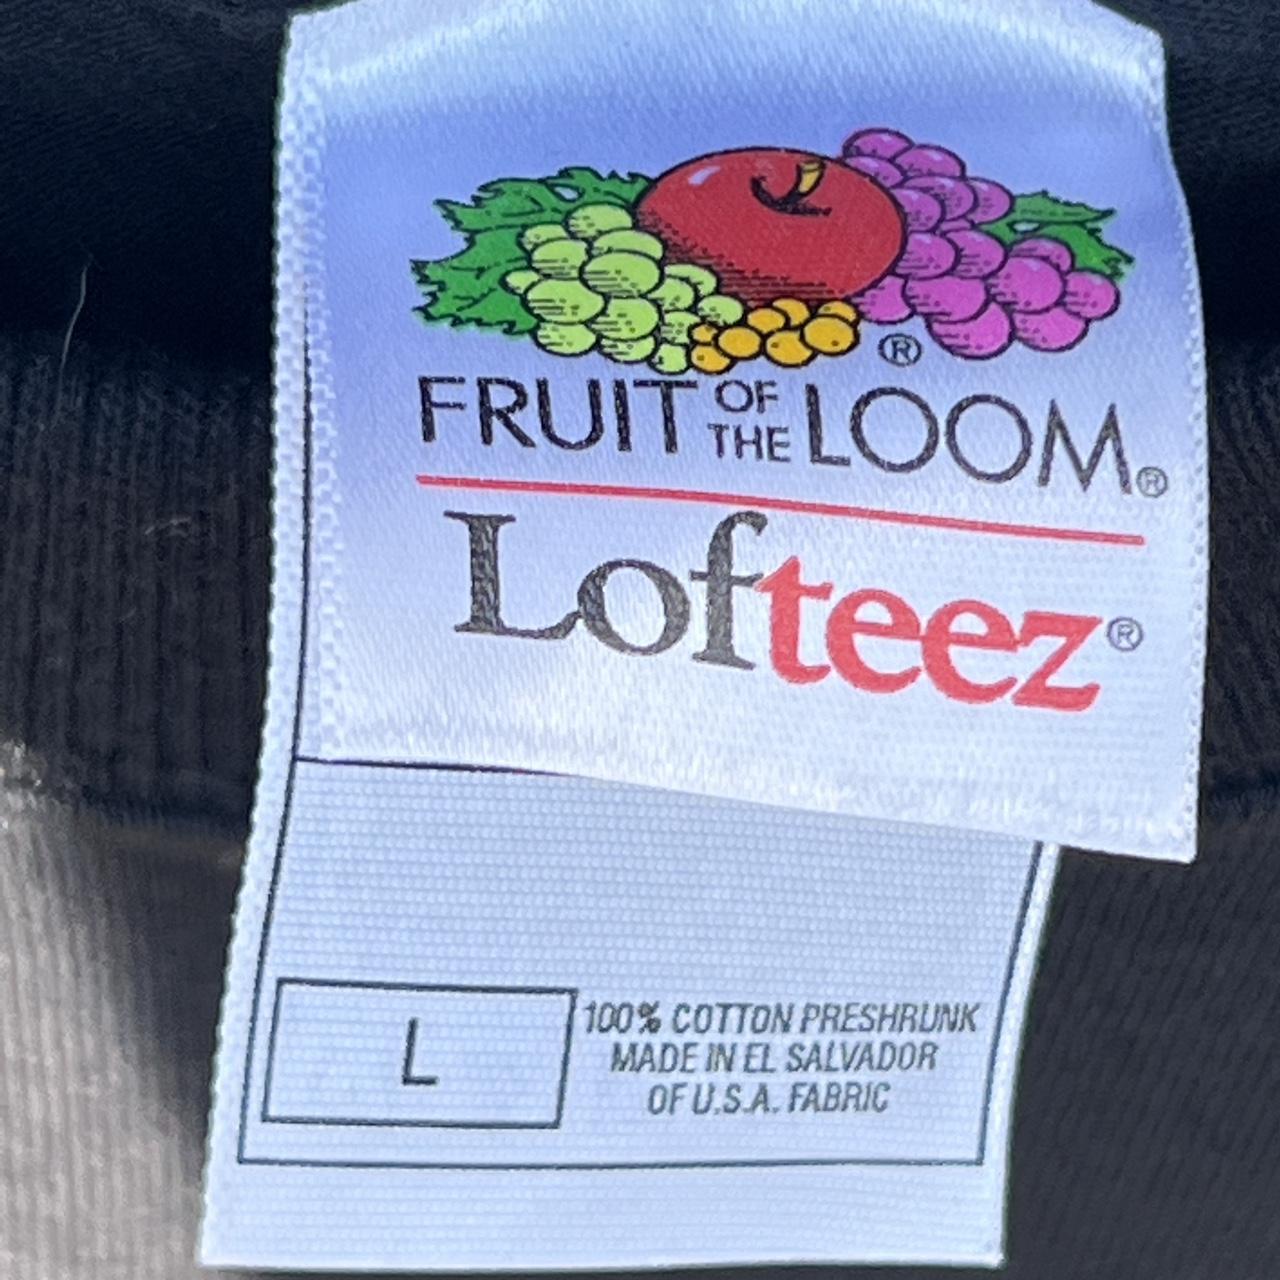 ®
FRUIT OF THE LOOM®
Lofteez®
L
100% COTTON PRESHRUNK
MADE IN EL SALVADOR
OF U.S.A. FABRIC